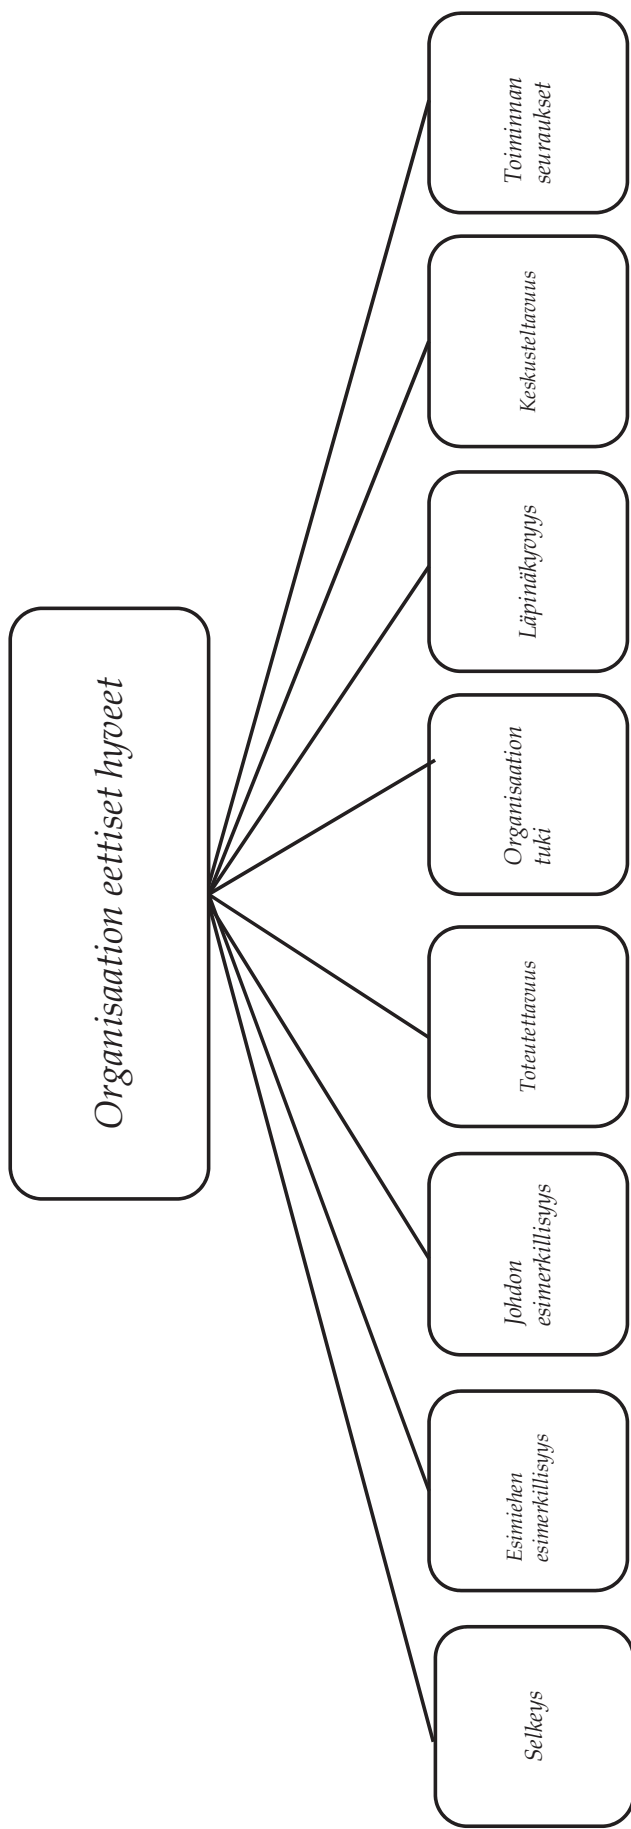 Organisaation eettiset hyveet
Selkeys
Esimiehen
esimerkillisyys
Johdon
esimerkillisyys
Toteutettavuus
Organisaation
tuki
Läpinäkyvyys
Keskusteltavuus
Toiminnan
seuraukset